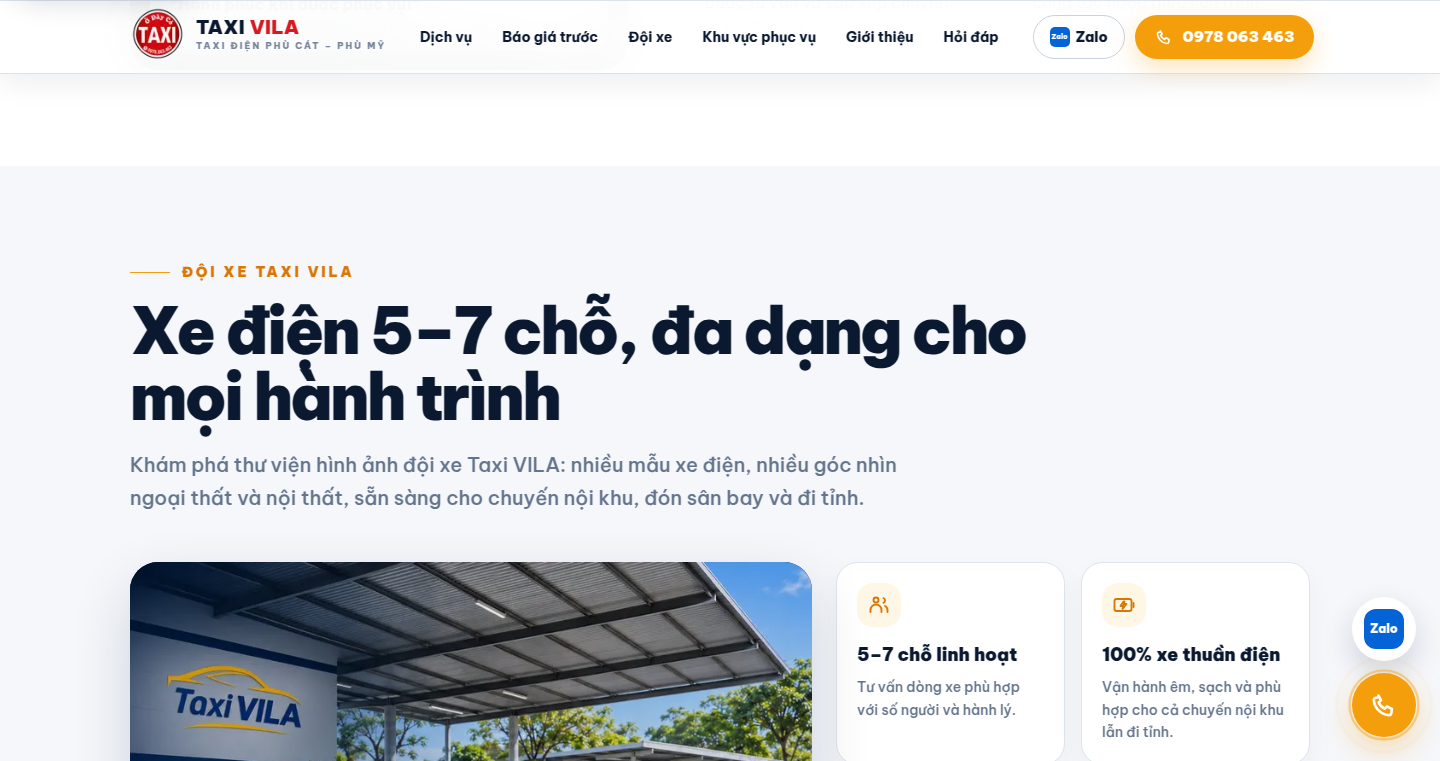 TAXI
TAXI VILA
TAXI ĐIỆN PHÙ CÁT – PHÙ MỸ
Dịch vụ
Báo giá trước
Đội xe
Khu vực phục vụ
Giới thiệu
Hỏi đáp
Zalo Zalo
0978 063 463
ĐỘI XE TAXI VILA
Xe điện 5–7 chỗ, đa dạng cho
mọi hành trình
Khám phá thư viện hình ảnh đội xe Taxi VILA: nhiều mẫu xe điện, nhiều góc nhìn
ngoại thất và nội thất, sẵn sàng cho chuyến nội khu, đón sân bay và đi tỉnh.
Taxi VILA
5–7 chỗ linh hoạt
Tư vấn dòng xe phù hợp
với số người và hành lý.
100% xe thuần điện
Vận hành êm, sạch và phù
hợp cho cả chuyến nội khu
lẫn đi tỉnh.
Zalo